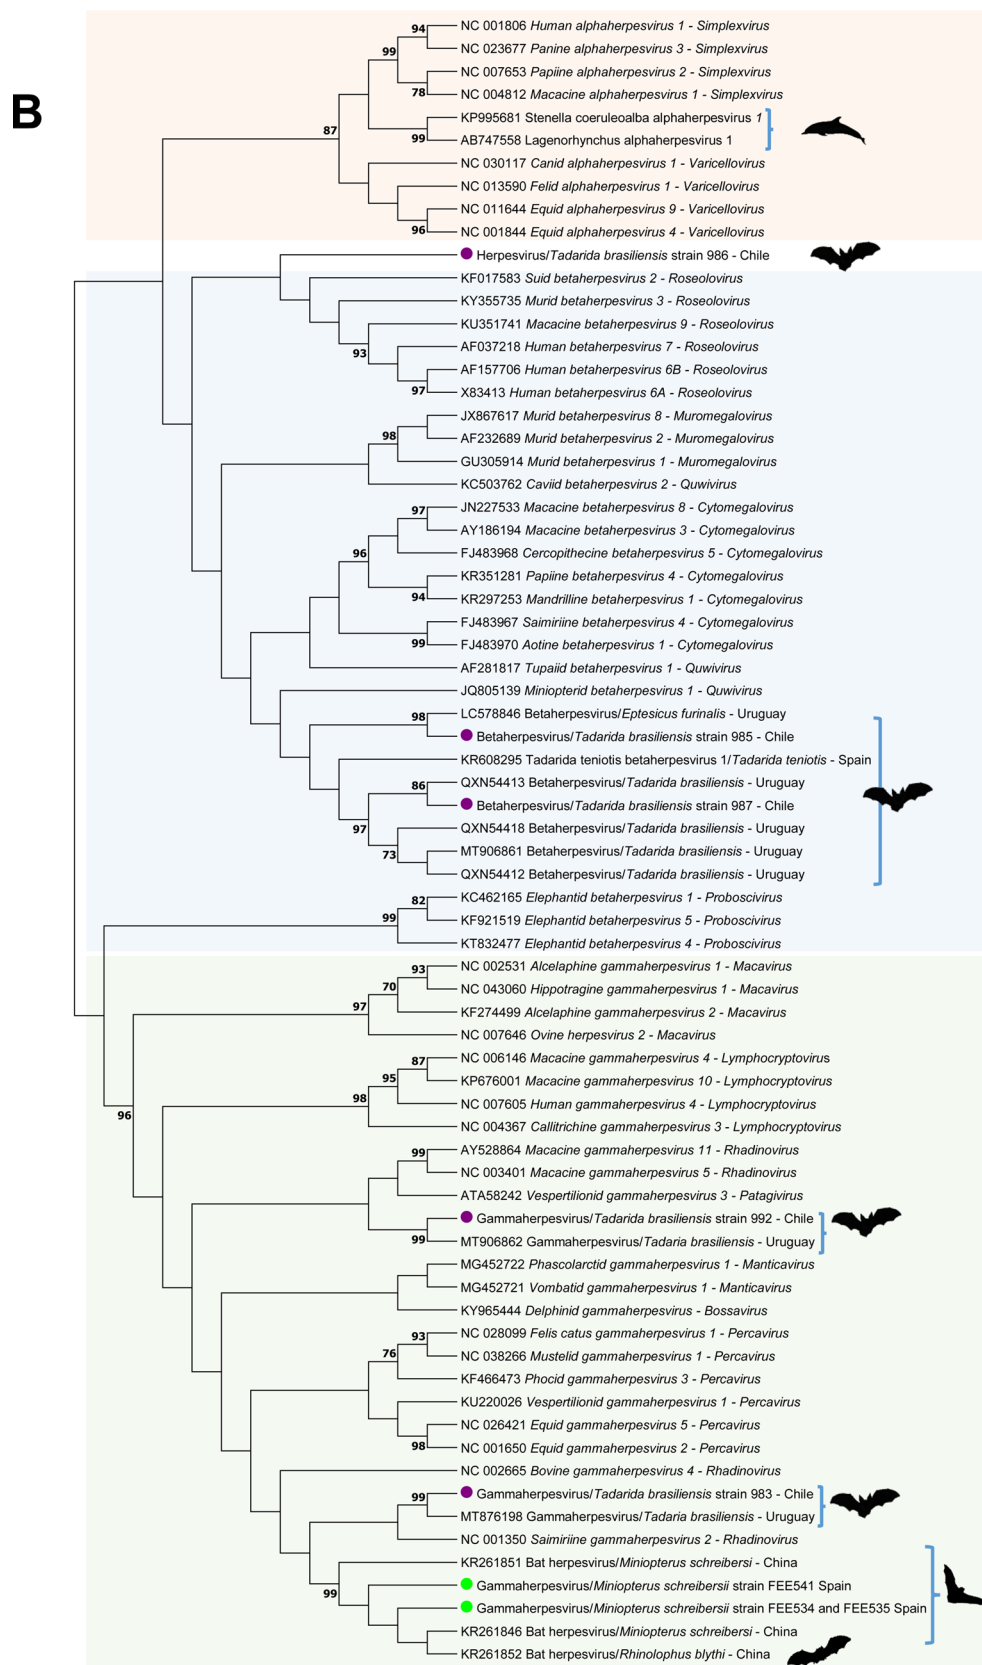 B
94
NC 001806 Human alphaherpesvirus 1 - Simplexvirus
99
NC 023677 Panine alphaherpesvirus 3 - Simplexvirus
NC 007653 Papiine alphaherpesvirus 2 - Simplexvirus
78
NC 004812 Macacine alphaherpesvirus 1 - Simplexvirus
KP995681 Stenella coeruleoalba alphaherpesvirus 1
87
99
AB747558 Lagenorhynchus alphaherpesvirus 1
NC 030117 Canid alphaherpesvirus 1 - Varicellovirus
NC 013590 Felid alphaherpesvirus 1 - Varicellovirus
NC 011644 Equid alphaherpesvirus 9 - Varicellovirus
96
NC 001844 Equid alphaherpesvirus 4 - Varicellovirus
Herpesvirus/Tadarida brasiliensis strain 986 - Chile
KF017583 Suid betaherpesvirus 2 - Roseolovirus
KY355735 Murid betaherpesvirus 3 - Roseolovirus
KU351741 Macacine betaherpesvirus 9 - Roseolovirus
93
AF037218 Human betaherpesvirus 7 - Roseolovirus
AF157706 Human betaherpesvirus 6B - Roseolovirus
97
X83413 Human betaherpesvirus 6A - Roseolovirus
JX867617 Murid betaherpesvirus 8 - Muromegalovirus
98
AF232689 Murid betaherpesvirus 2 - Muromegalovirus
GU305914 Murid betaherpesvirus 1 - Muromegalovirus
KC503762 Caviid betaherpesvirus 2 - Quwivirus
97
JN227533 Macacine betaherpesvirus 8 - Cytomegalovirus
AY186194 Macacine betaherpesvirus 3 - Cytomegalovirus
96
FJ483968 Cercopithecine betaherpesvirus 5 - Cytomegalovirus
KR351281 Papiine betaherpesvirus 4 - Cytomegalovirus
94
KR297253 Mandrilline betaherpesvirus 1 - Cytomegalovirus
FJ483967 Saimiriine betaherpesvirus 4 - Cytomegalovirus
99
FJ483970 Aotine betaherpesvirus 1 - Cytomegalovirus
AF281817 Tupaiid betaherpesvirus 1 - Quwivirus
JQ805139 Miniopterid betaherpesvirus 1 - Quwivirus
98
LC578846 Betaherpesvirus/Eptesicus furinalis - Uruguay
Betaherpesvirus/Tadarida brasiliensis strain 985 - Chile
KR608295 Tadarida teniotis betaherpesvirus 1/Tadarida teniotis - Spain
86
QXN54413 Betaherpesvirus/Tadarida brasiliensis - Uruguay
Betaherpesvirus/Tadarida brasiliensis strain 987 - Chile
97
QXN54418 Betaherpesvirus/Tadarida brasiliensis - Uruguay
73
MT906861 Betaherpesvirus/Tadarida brasiliensis - Uruguay
QXN54412 Betaherpesvirus/Tadarida brasiliensis - Uruguay
82
KC462165 Elephantid betaherpesvirus 1 - Proboscivirus
99
KF921519 Elephantid betaherpesvirus 5 - Proboscivirus
KT832477 Elephantid betaherpesvirus 4 - Proboscivirus
93
NC 002531 Alcelaphine gammaherpesvirus 1 - Macavirus
70
NC 043060 Hippotragine gammaherpesvirus 1 - Macavirus
97
KF274499 Alcelaphine gammaherpesvirus 2 - Macavirus
NC 007646 Ovine herpesvirus 2 - Macavirus
87
NC 006146 Macacine gammaherpesvirus 4 - Lymphocryptovirus
95
KP676001 Macacine gammaherpesvirus 10 - Lymphocryptovirus
98
NC 007605 Human gammaherpesvirus 4 - Lymphocryptovirus
96
NC 004367 Callitrichine gammaherpesvirus 3 - Lymphocryptovirus
99
AY528864 Macacine gammaherpesvirus 11 - Rhadinovirus
NC 003401 Macacine gammaherpesvirus 5 - Rhadinovirus
ATA58242 Vespertilionid gammaherpesvirus 3 - Patagivirus
Gammaherpesvirus/Tadarida brasiliensis strain 992 - Chile
99
MT906862 Gammaherpesvirus/Tadaria brasiliensis - Uruguay
MG452722 Phascolarctid gammaherpesvirus 1 - Manticavirus
MG452721 Vombatid gammaherpesvirus 1 - Manticavirus
KY965444 Delphinid gammaherpesvirus - Bossavirus
93
NC 028099 Felis catus gammaherpesvirus 1 - Percavirus
76
NC 038266 Mustelid gammaherpesvirus 1 - Percavirus
KF466473 Phocid gammaherpesvirus 3 - Percavirus
KU220026 Vespertilionid gammaherpesvirus 1 - Percavirus
NC 026421 Equid gammaherpesvirus 5 - Percavirus
98
NC 001650 Equid gammaherpesvirus 2 - Percavirus
NC 002665 Bovine gammaherpesvirus 4 - Rhadinovirus
99
Gammaherpesvirus/Tadarida brasiliensis strain 983 - Chile
MT876198 Gammaherpesvirus/Tadaria brasiliensis - Uruguay
NC 001350 Saimiriine gammaherpesvirus 2 - Rhadinovirus
KR261851 Bat herpesvirus/Miniopterus schreibersi - China
99
Gammaherpesvirus/Miniopterus schreibersii strain FEE541 Spain
Gammaherpesvirus/Miniopterus schreibersii strain FEE534 and FEE535 Spain
KR261846 Bat herpesvirus/Miniopterus schreibersi - China
KR261852 Bat herpesvirus/Rhinolophus blythi - China